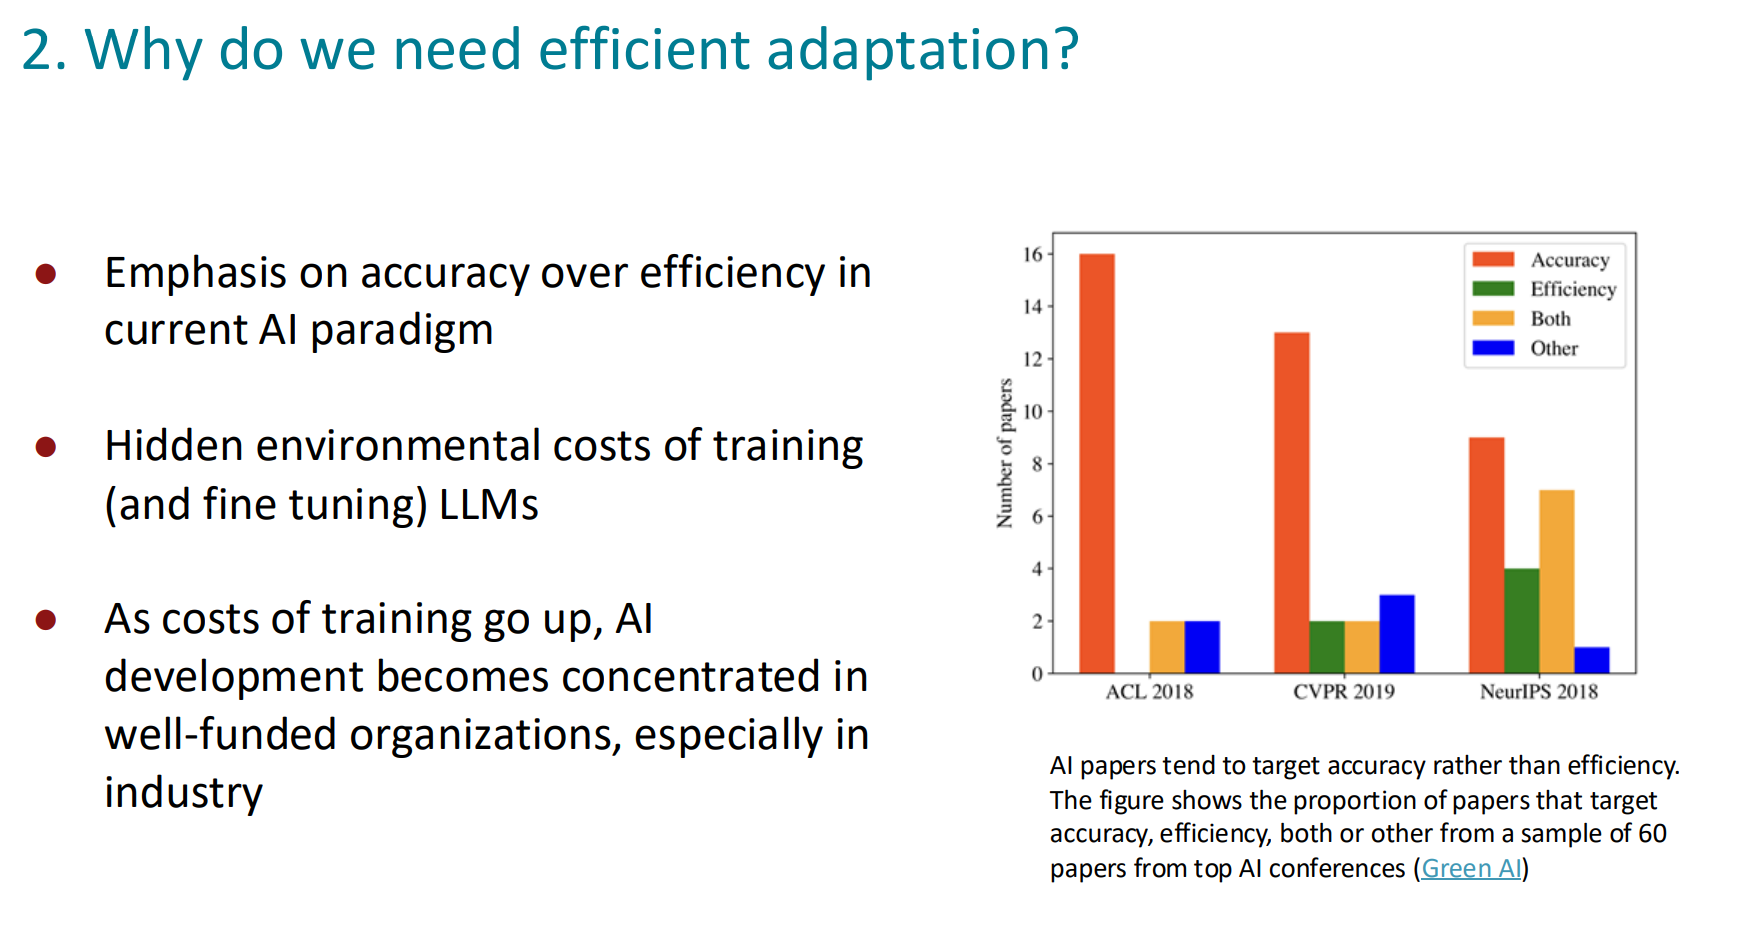 2. Why do we need efficient adaptation?
● Emphasis on accuracy over efficiency in
current AI paradigm
● Hidden environmental costs of training
(and fine tuning) LLMs
● As costs of training go up, AI
development becomes concentrated in
well-funded organizations, especially in
industry
Number of papers
16
14
12
10
8
6
4
2
0
Accuracy
Efficiency
Both
Other
ACL 2018
CVPR 2019
NeurIPS 2018
AI papers tend to target accuracy rather than efficiency.
The figure shows the proportion of papers that target
accuracy, efficiency, both or other from a sample of 60
papers from top AI conferences (Green AI)